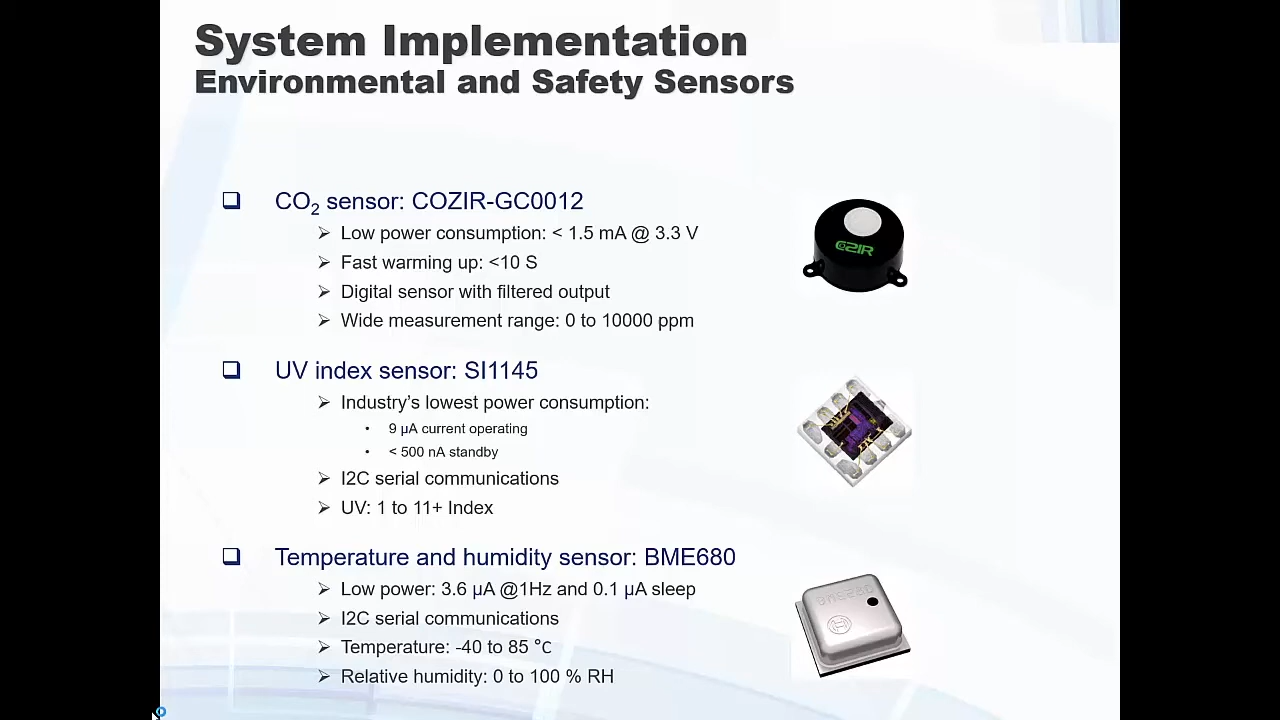 System Implementation
Environmental and Safety Sensors
CO₂ sensor: COZIR-GC0012
Low power consumption: < 1.5 mA @ 3.3 V
COZIR
Fast warming up: <10 S
Digital sensor with filtered output
Wide measurement range: 0 to 10000 ppm
UV index sensor: SI1145
Industry’s lowest power consumption:
9 µA current operating
< 500 nA standby
I2C serial communications
UV: 1 to 11+ Index
Temperature and humidity sensor: BME680
Low power: 3.6 µA @1Hz and 0.1 µA sleep
I2C serial communications
Temperature: -40 to 85 °C
Relative humidity: 0 to 100 % RH